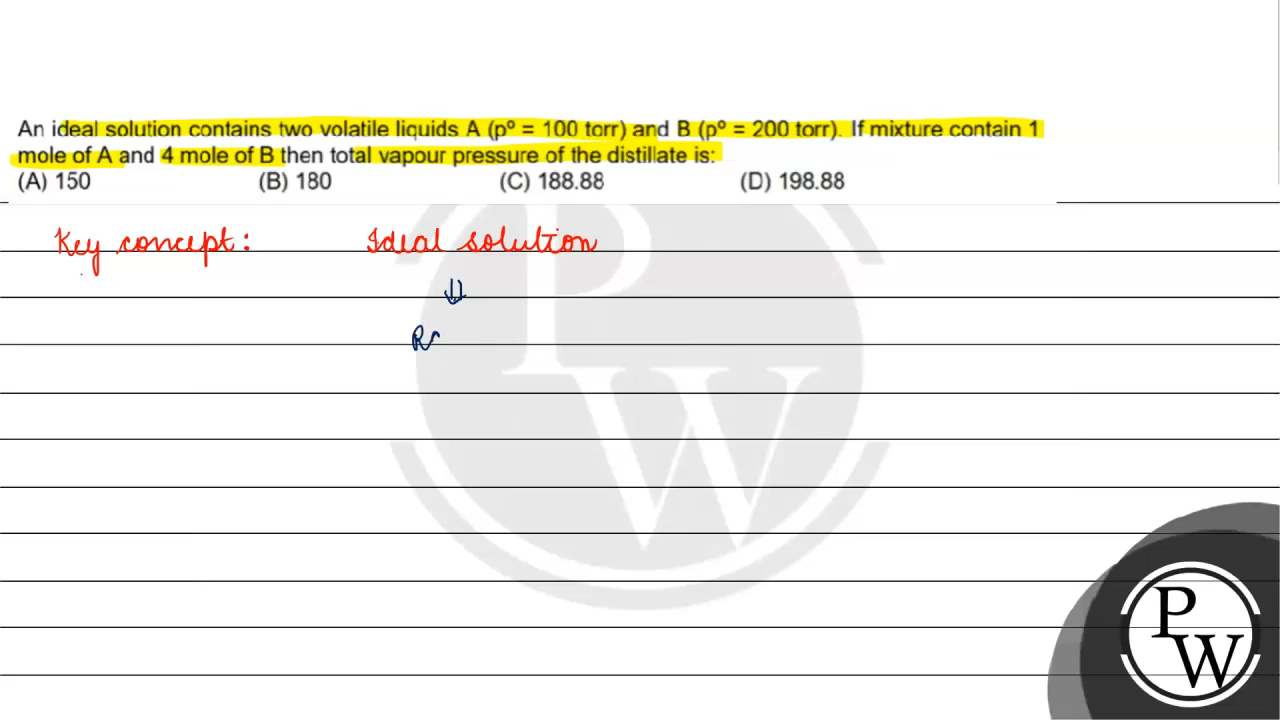 An ideal solution contains two volatile liquids A (pº = 100 torr) and B (pº = 200 torr). If mixture contain 1
mole of A and 4 mole of B then total vapour pressure of the distillate is:
(A) 150 (B) 180 (C) 188.88 (D) 198.88
Key concept: Ideal solution
⇓
P
W
P
W